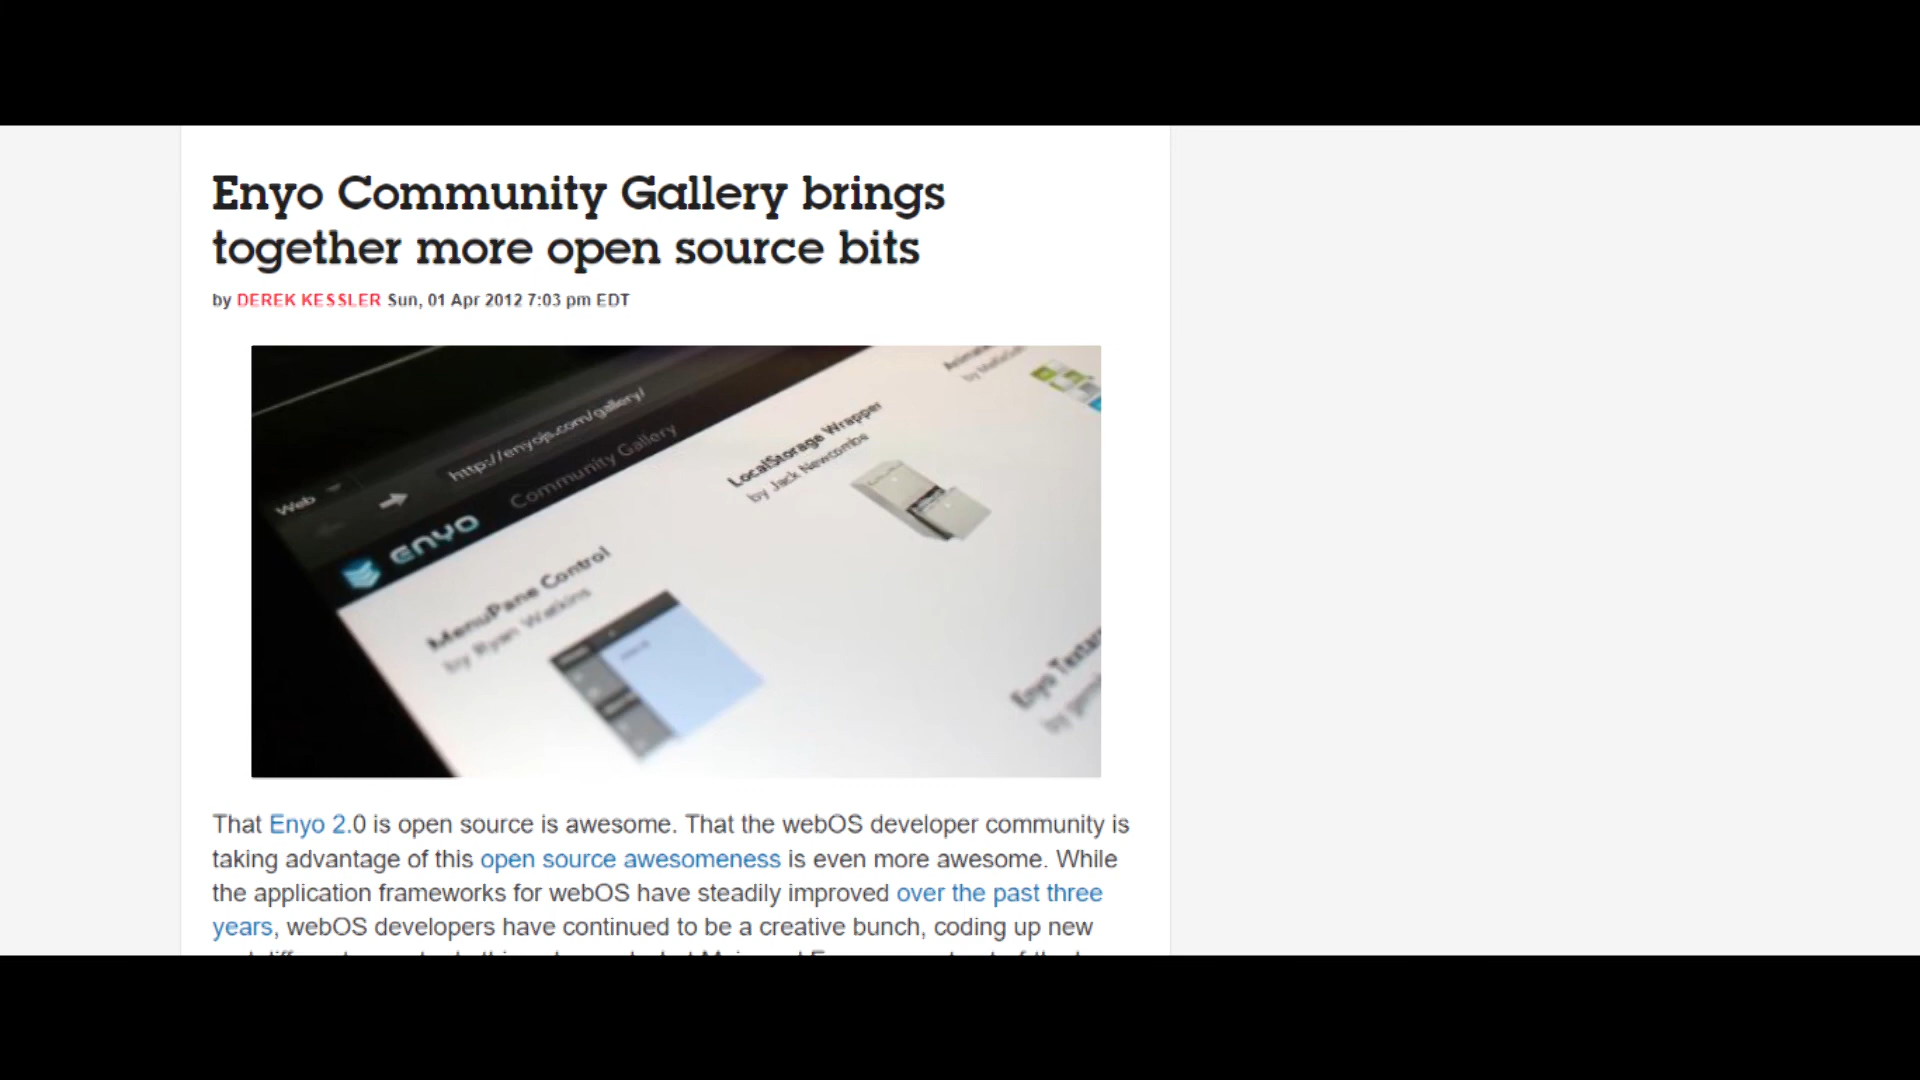 Enyo Community Gallery brings
together more open source bits
by DEREK KESSLER Sun, 01 Apr 2012 7:03 pm EDT
Web
http://enyojs.com/gallery/
enyo
Community Gallery
LocalStorage Wrapper
by Jack Newcombe
MenuPane Control
by Ryan Watkins
Enyo
by
That Enyo 2.0 is open source is awesome. That the webOS developer community is
taking advantage of this open source awesomeness is even more awesome. While
the application frameworks for webOS have steadily improved over the past three
years, webOS developers have continued to be a creative bunch, coding up new